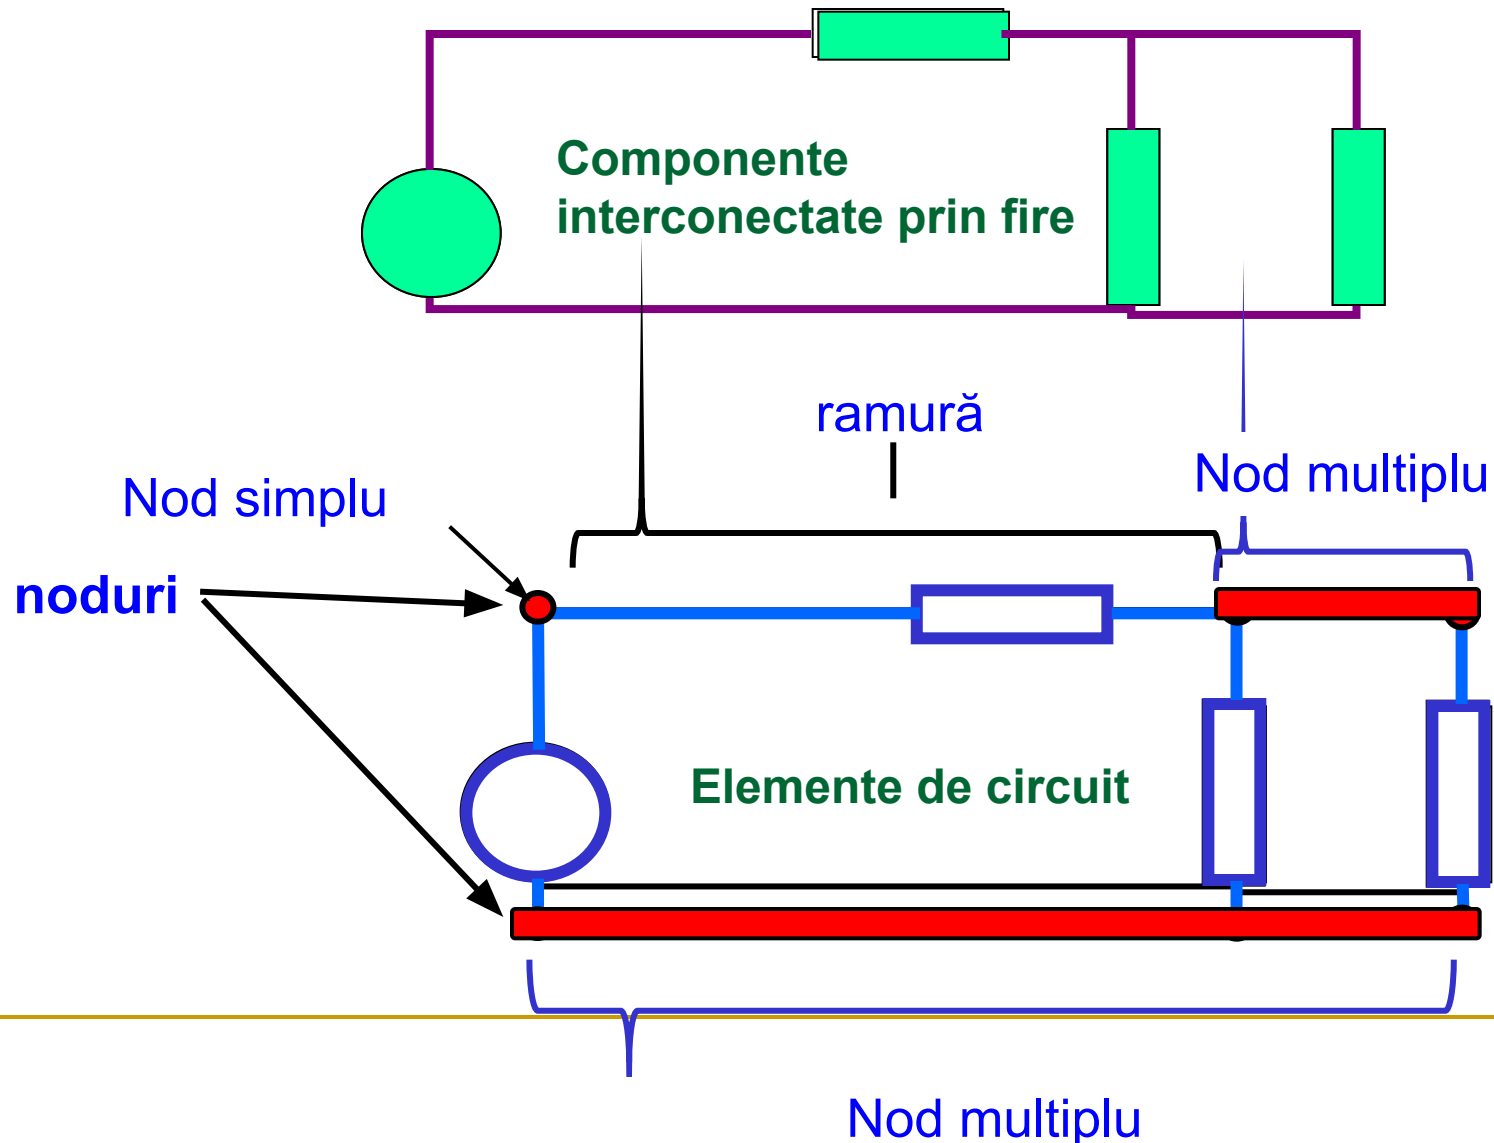 Componente
interconectate prin fire
ramură
Nod multiplu
Nod simplu
noduri
Elemente de circuit
Nod multiplu